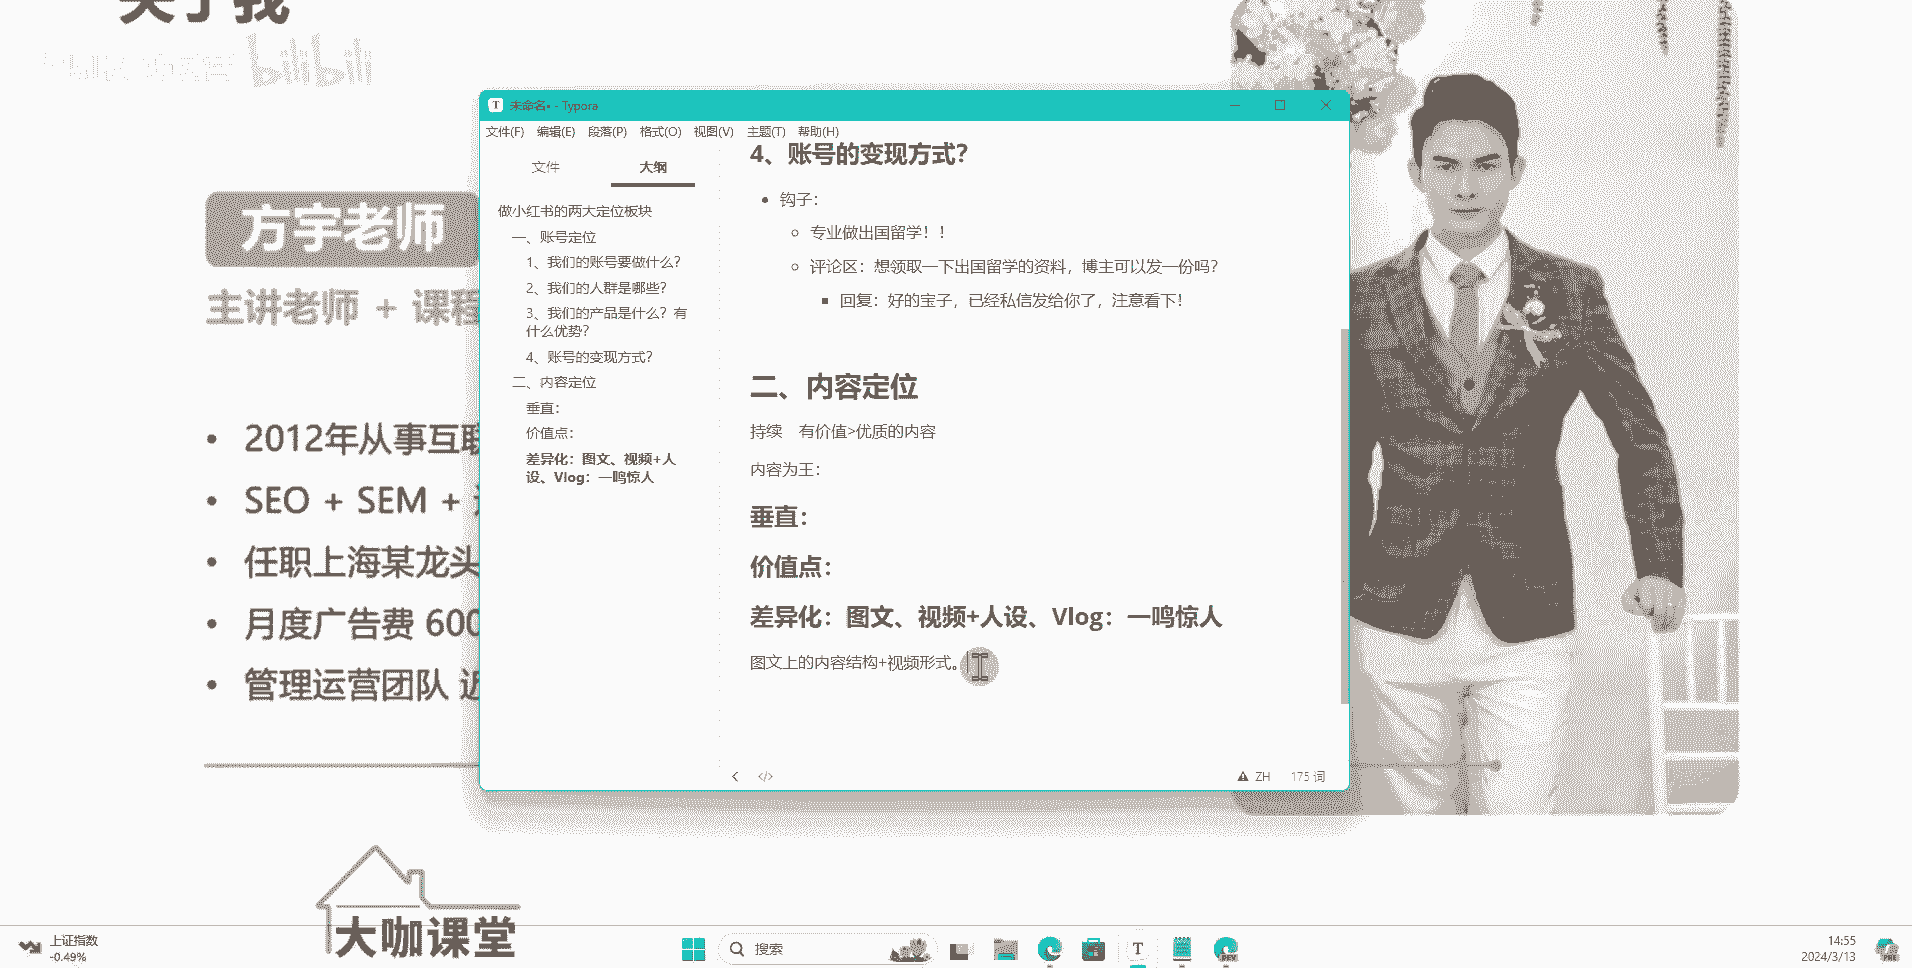 关于我
bilibili
未命名• - Typora
文件(F) 编辑(E) 段落(P) 格式(O) 视图(V) 主题(T) 帮助(H)
文件 大纲
做小红书的两大定位板块
一、账号定位
1、我们的账号要做什么？
2、我们的人群是哪些？
3、我们的产品是什么？有
什么优势？
4、账号的变现方式？
二、内容定位
垂直：
价值点：
差异化：图文、视频+人
设、Vlog：一鸣惊人
4、账号的变现方式？
钩子：
专业做出国留学！！
评论区：想领取一下出国留学的资料，博主可以发一份吗？
回复：好的宝子，已经私信发给你了，注意看下！
二、内容定位
持续 有价值>优质的内容
内容为王：
垂直：
价值点：
差异化：图文、视频+人设、Vlog：一鸣惊人
图文上的内容结构+视频形式。
ZH 175 词
方宇老师
主讲老师 + 课程
2012年从事互联
SEO + SEM +
任职上海某龙头
月度广告费 600
管理运营团队 近
大咖课堂
上证指数
-0.49%
搜索
14:55
2024/3/13